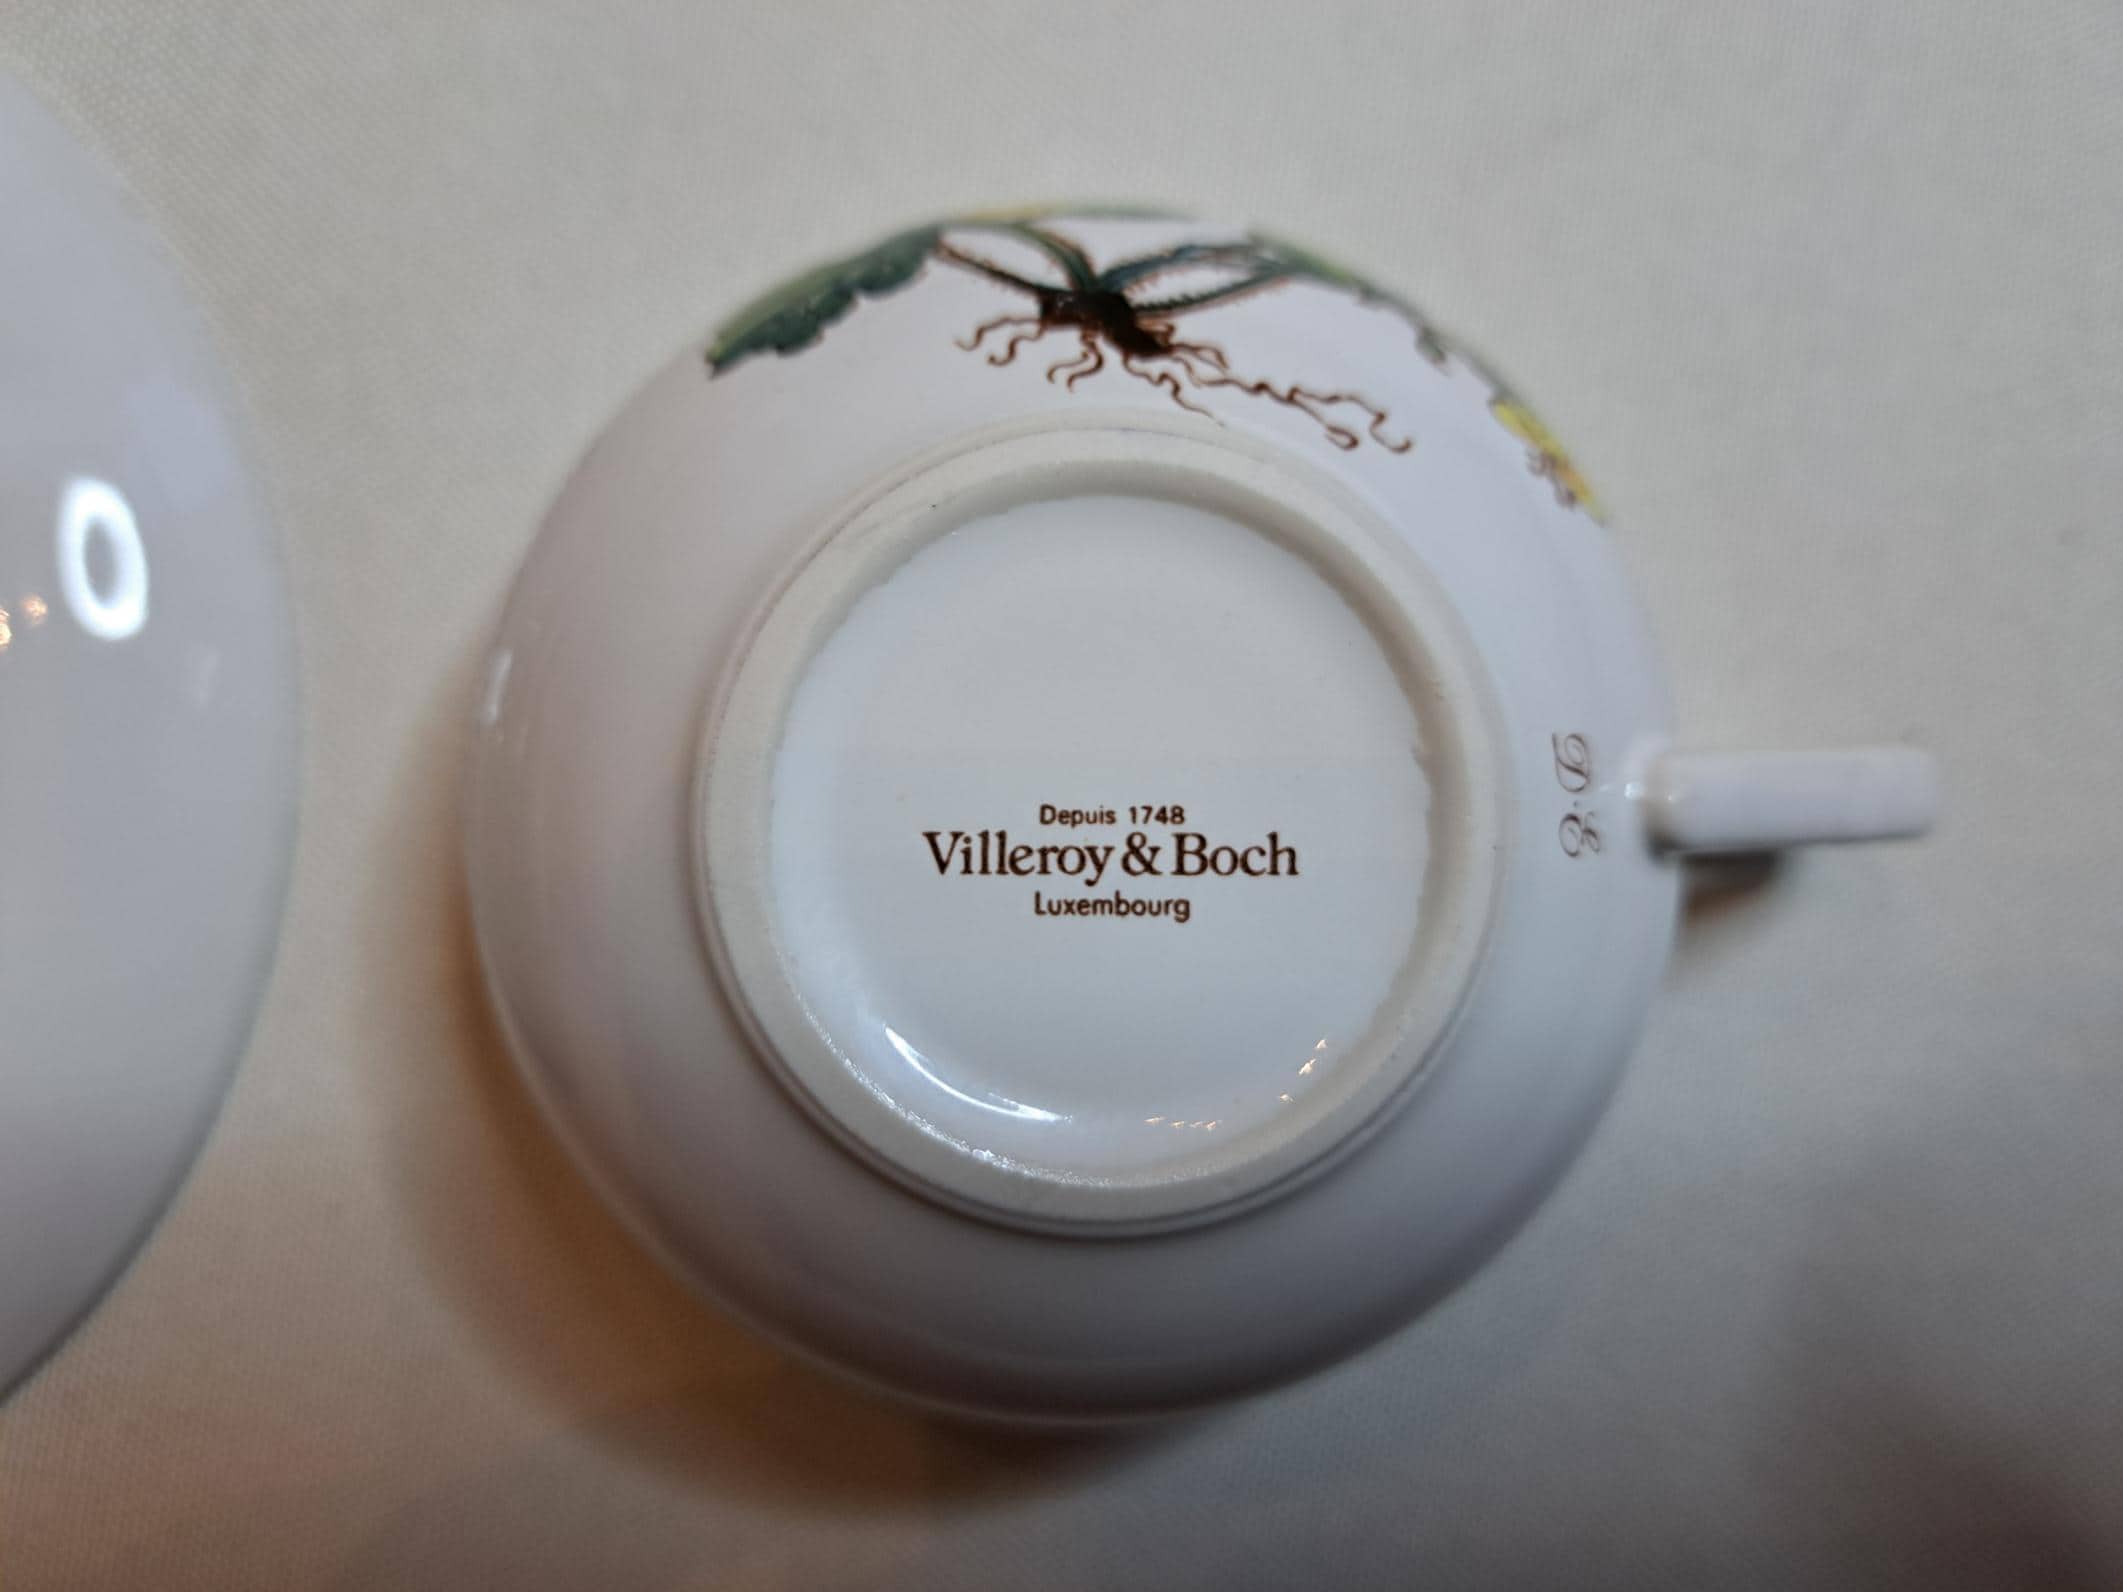 Depuis 1748
Villeroy & Boch
Luxembourg
D·E